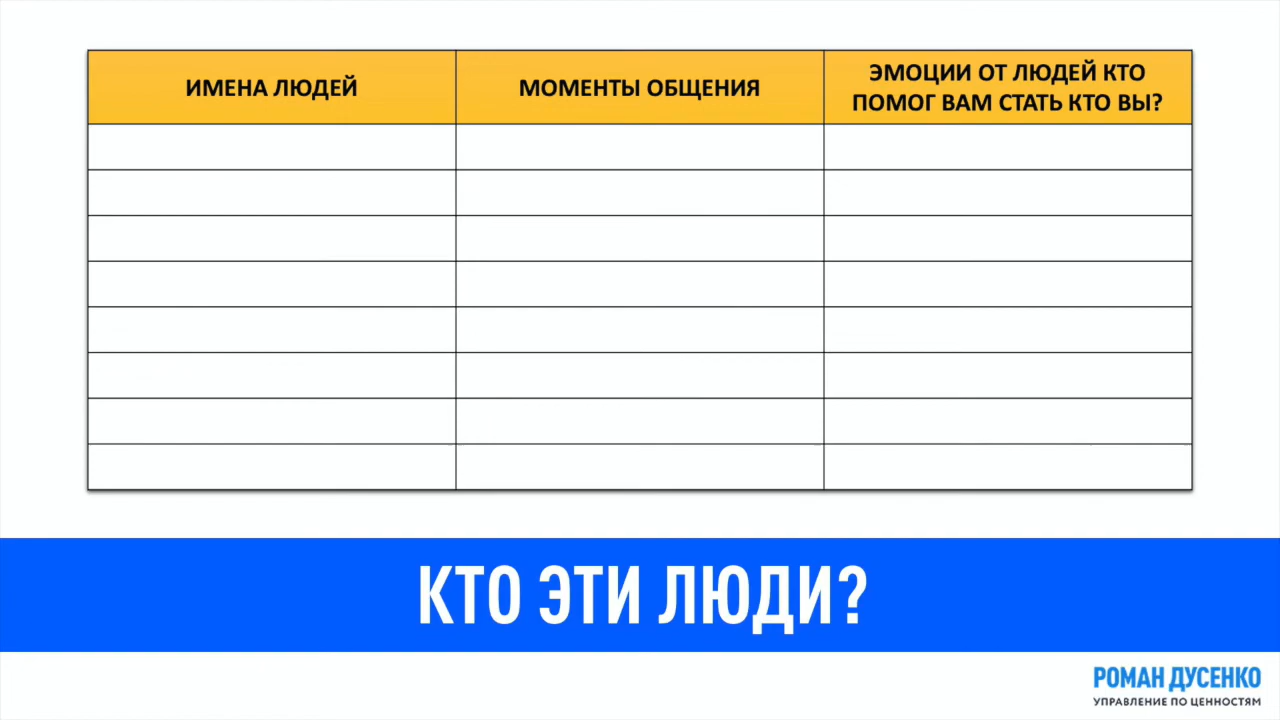 ИМЕНА ЛЮДЕЙ
МОМЕНТЫ ОБЩЕНИЯ
ЭМОЦИИ ОТ ЛЮДЕЙ КТО
ПОМОГ ВАМ СТАТЬ КТО ВЫ?
КТО ЭТИ ЛЮДИ?
РОМАН ДУСЕНКО
УПРАВЛЕНИЕ ПО ЦЕННОСТЯМ